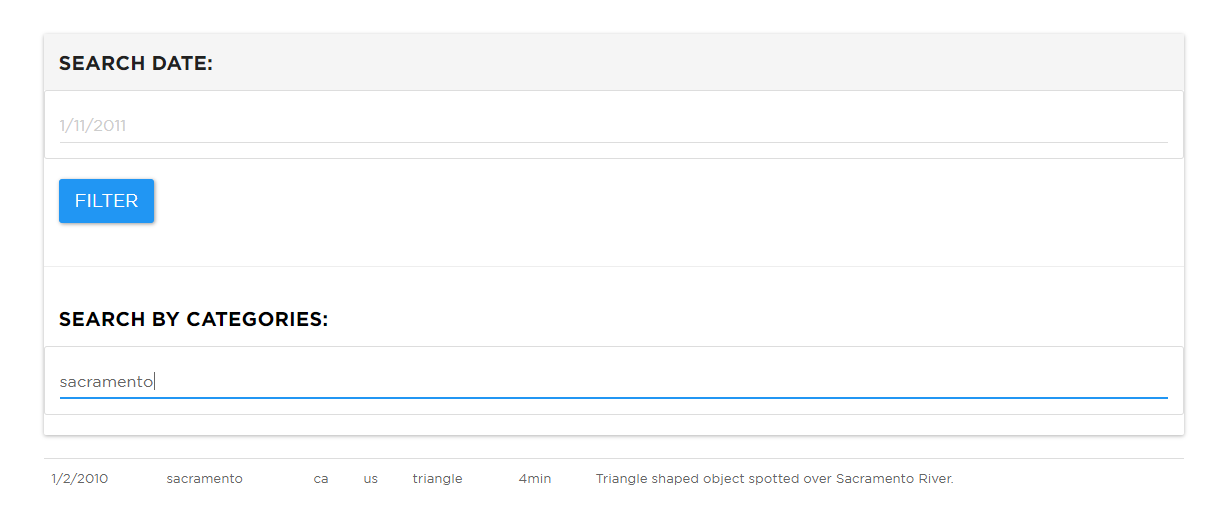 SEARCH DATE:
1/11/2011
FILTER
SEARCH BY CATEGORIES:
sacramento
1/2/2010 sacramento ca us triangle 4min Triangle shaped object spotted over Sacramento River.